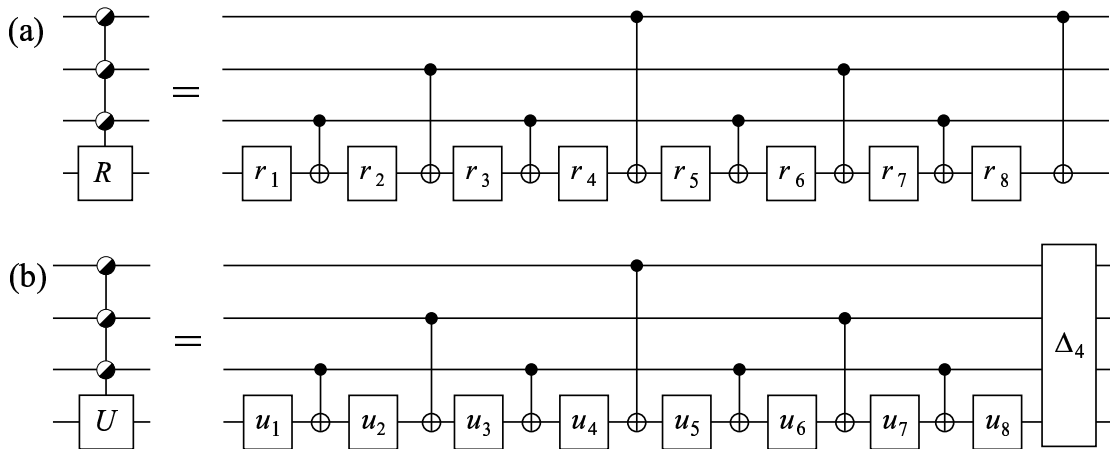 (a)
=
R r1 r2 r3 r4 r5 r6 r7 r8
(b)
= Δ4
U u1 u2 u3 u4 u5 u6 u7 u8